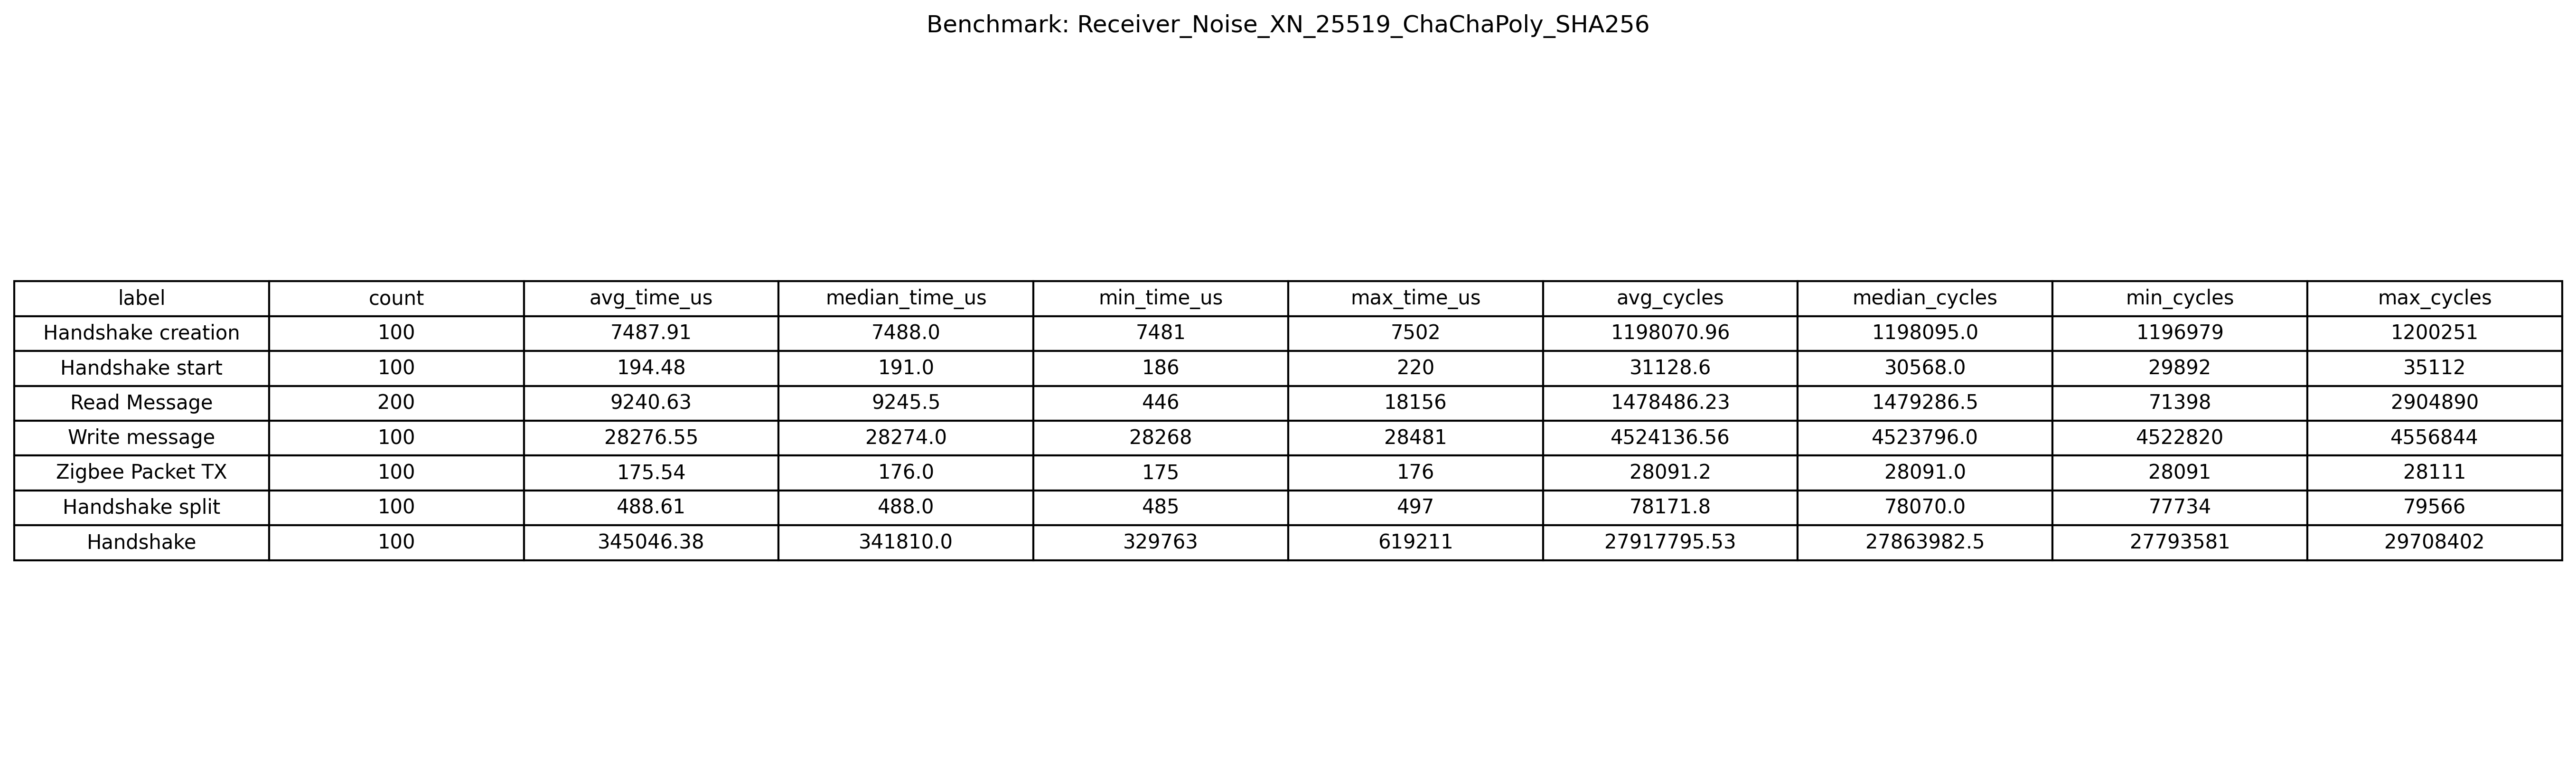 Benchmark: Receiver_Noise_XN_25519_ChaChaPoly_SHA256
label count avg_time_us median_time_us min_time_us max_time_us avg_cycles median_cycles min_cycles max_cycles
Handshake creation 100 7487.91 7488.0 7481 7502 1198070.96 1198095.0 1196979 1200251
Handshake start 100 194.48 191.0 186 220 31128.6 30568.0 29892 35112
Read Message 200 9240.63 9245.5 446 18156 1478486.23 1479286.5 71398 2904890
Write message 100 28276.55 28274.0 28268 28481 4524136.56 4523796.0 4522820 4556844
Zigbee Packet TX 100 175.54 176.0 175 176 28091.2 28091.0 28091 28111
Handshake split 100 488.61 488.0 485 497 78171.8 78070.0 77734 79566
Handshake 100 345046.38 341810.0 329763 619211 27917795.53 27863982.5 27793581 29708402